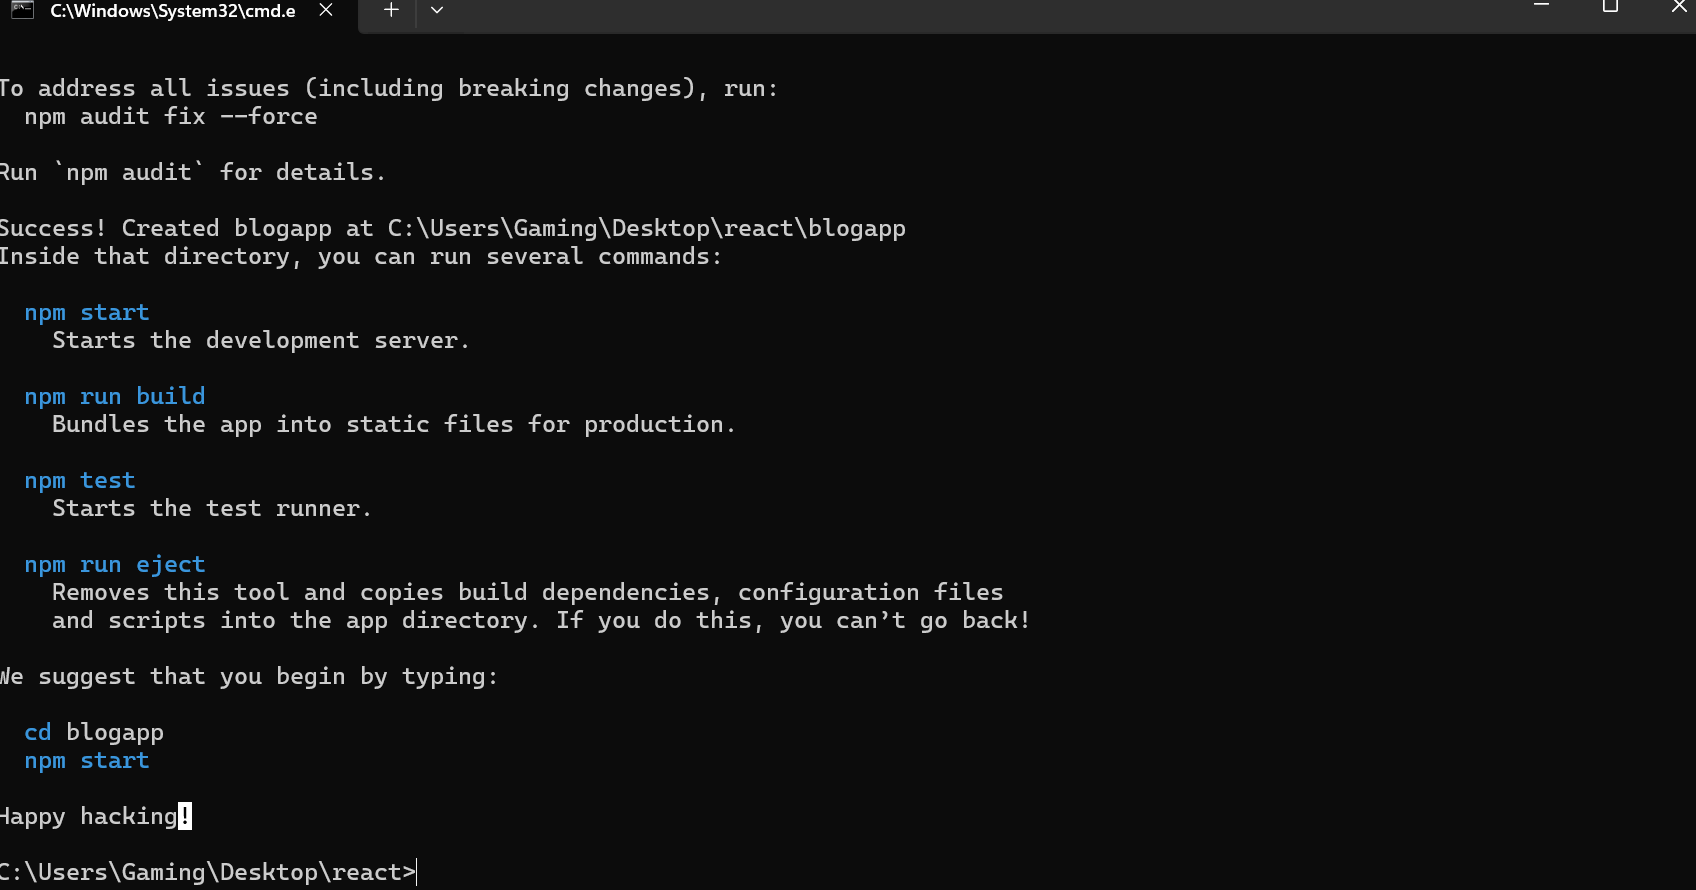 C:\Windows\System32\cmd.e
To address all issues (including breaking changes), run:
npm audit fix --force
Run `npm audit` for details.
Success! Created blogapp at C:\Users\Gaming\Desktop\react\blogapp
Inside that directory, you can run several commands:
npm start
Starts the development server.
npm run build
Bundles the app into static files for production.
npm test
Starts the test runner.
npm run eject
Removes this tool and copies build dependencies, configuration files
and scripts into the app directory. If you do this, you can’t go back!
We suggest that you begin by typing:
cd blogapp
npm start
Happy hacking!
C:\Users\Gaming\Desktop\react>